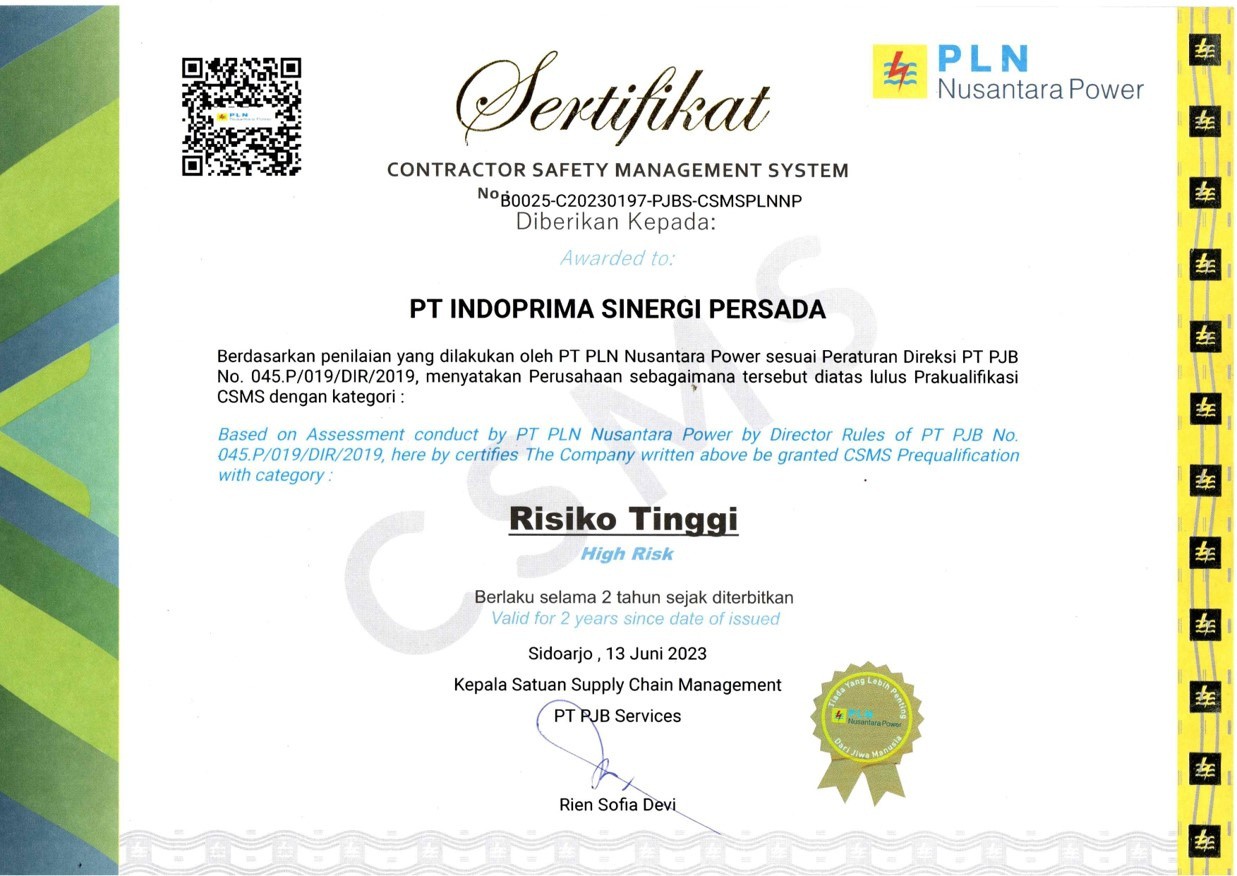 Sertifikat
PLN
Nusantara Power
PLN
Nusantara Power
CONTRACTOR SAFETY MANAGEMENT SYSTEM
No. B0025-C20230197-PJBS-CSMSPLNNP
Diberikan Kepada:
Awarded to:
PT INDOPRIMA SINERGI PERSADA
Berdasarkan penilaian yang dilakukan oleh PT PLN Nusantara Power sesuai Peraturan Direksi PT PJB
No. 045.P/019/DIR/2019, menyatakan Perusahaan sebagaimana tersebut diatas lulus Prakualifikasi
CSMS dengan kategori :
Based on Assessment conduct by PT PLN Nusantara Power by Director Rules of PT PJB No.
045.P/019/DIR/2019, here by certifies The Company written above be granted CSMS Prequalification
with category :
CSMS
Risiko Tinggi
High Risk
Berlaku selama 2 tahun sejak diterbitkan
Valid for 2 years since date of issued
Sidoarjo , 13 Juni 2023
Kepala Satuan Supply Chain Management
PT PJB Services
Rien Sofia Devi
Tiada Yang Lebih Penting
PLN
Nusantara Power
Dari Jiwa Manusia